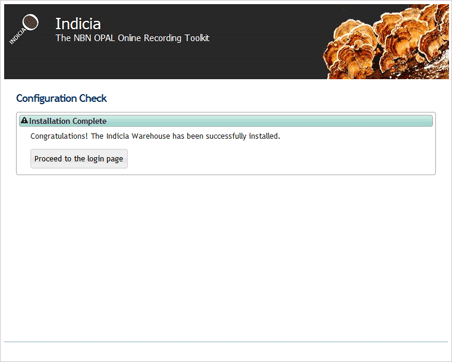 INDICIA
Indicia
The NBN OPAL Online Recording Toolkit
Configuration Check
Installation Complete
Congratulations! The Indicia Warehouse has been successfully installed.
Proceed to the login page